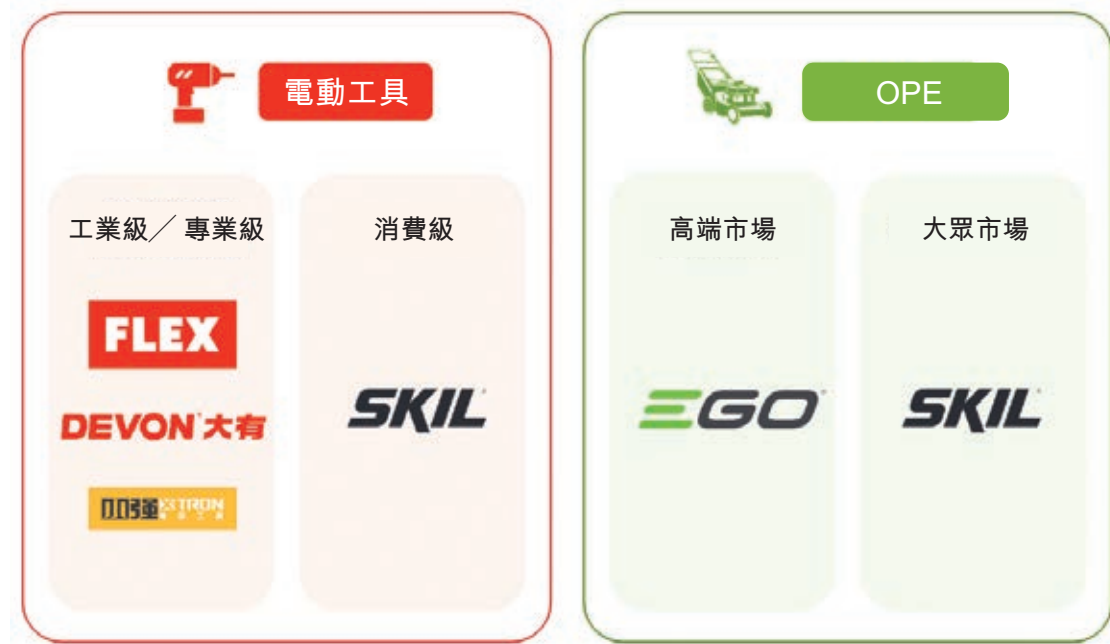 電動工具
工業級／ 專業級
消費級
FLEX
DEVON 大有
TRON
SKIL
OPE
高端市場
大眾市場
EGO
SKIL